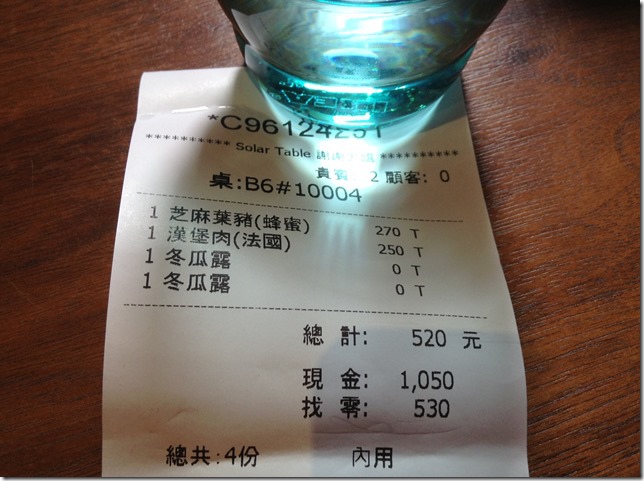 *C96124251
********** Solar Table 謝謝 **********
貴賓: 2 顧客: 0
桌:B6#10004
1 芝麻葉豬(蜂蜜) 270 T
1 漢堡肉(法國) 250 T
1 冬瓜露 0 T
1 冬瓜露 0 T
總 計: 520 元
現 金: 1,050
找 零: 530
總共:4份 內用